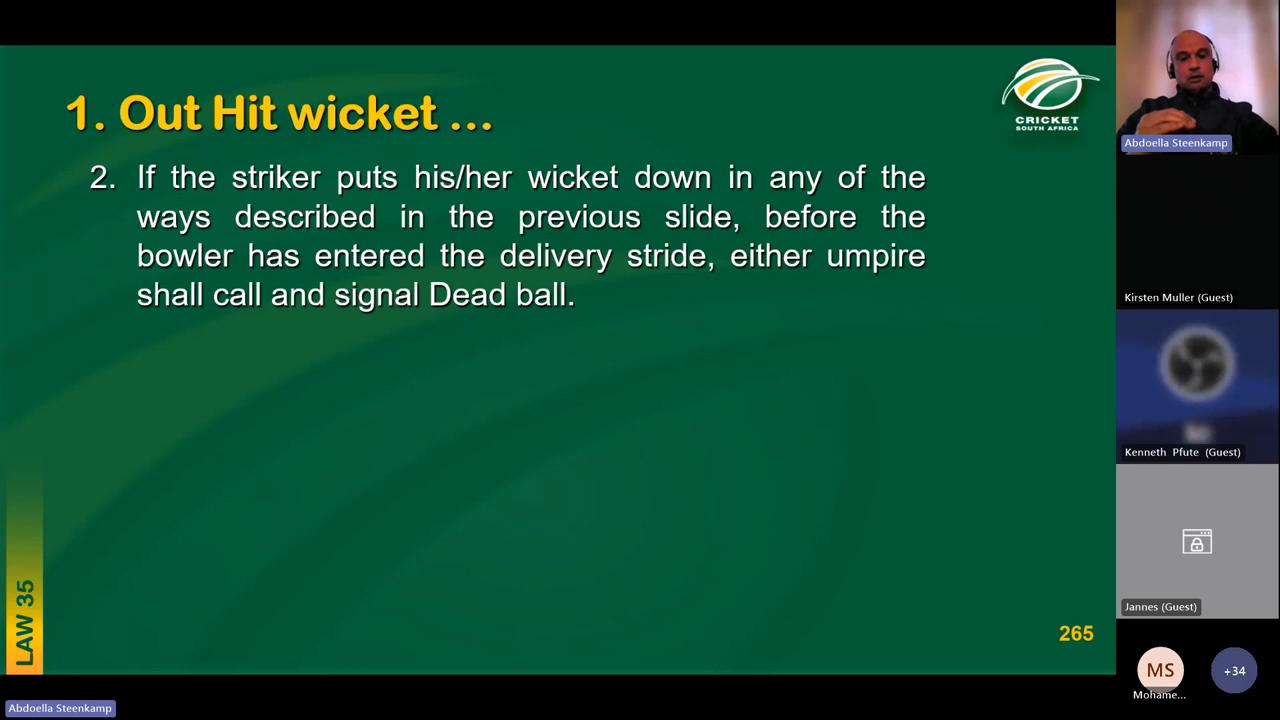 1. Out Hit wicket ...
CRICKET
SOUTH AFRICA
2. If the striker puts his/her wicket down in any of the
ways described in the previous slide, before the
bowler has entered the delivery stride, either umpire
shall call and signal Dead ball.
LAW 35
265
Abdoella Steenkamp
Abdoella Steenkamp
Kirsten Muller (Guest)
Kenneth Pfute (Guest)
Jannes (Guest)
MS
Mohame...
+34